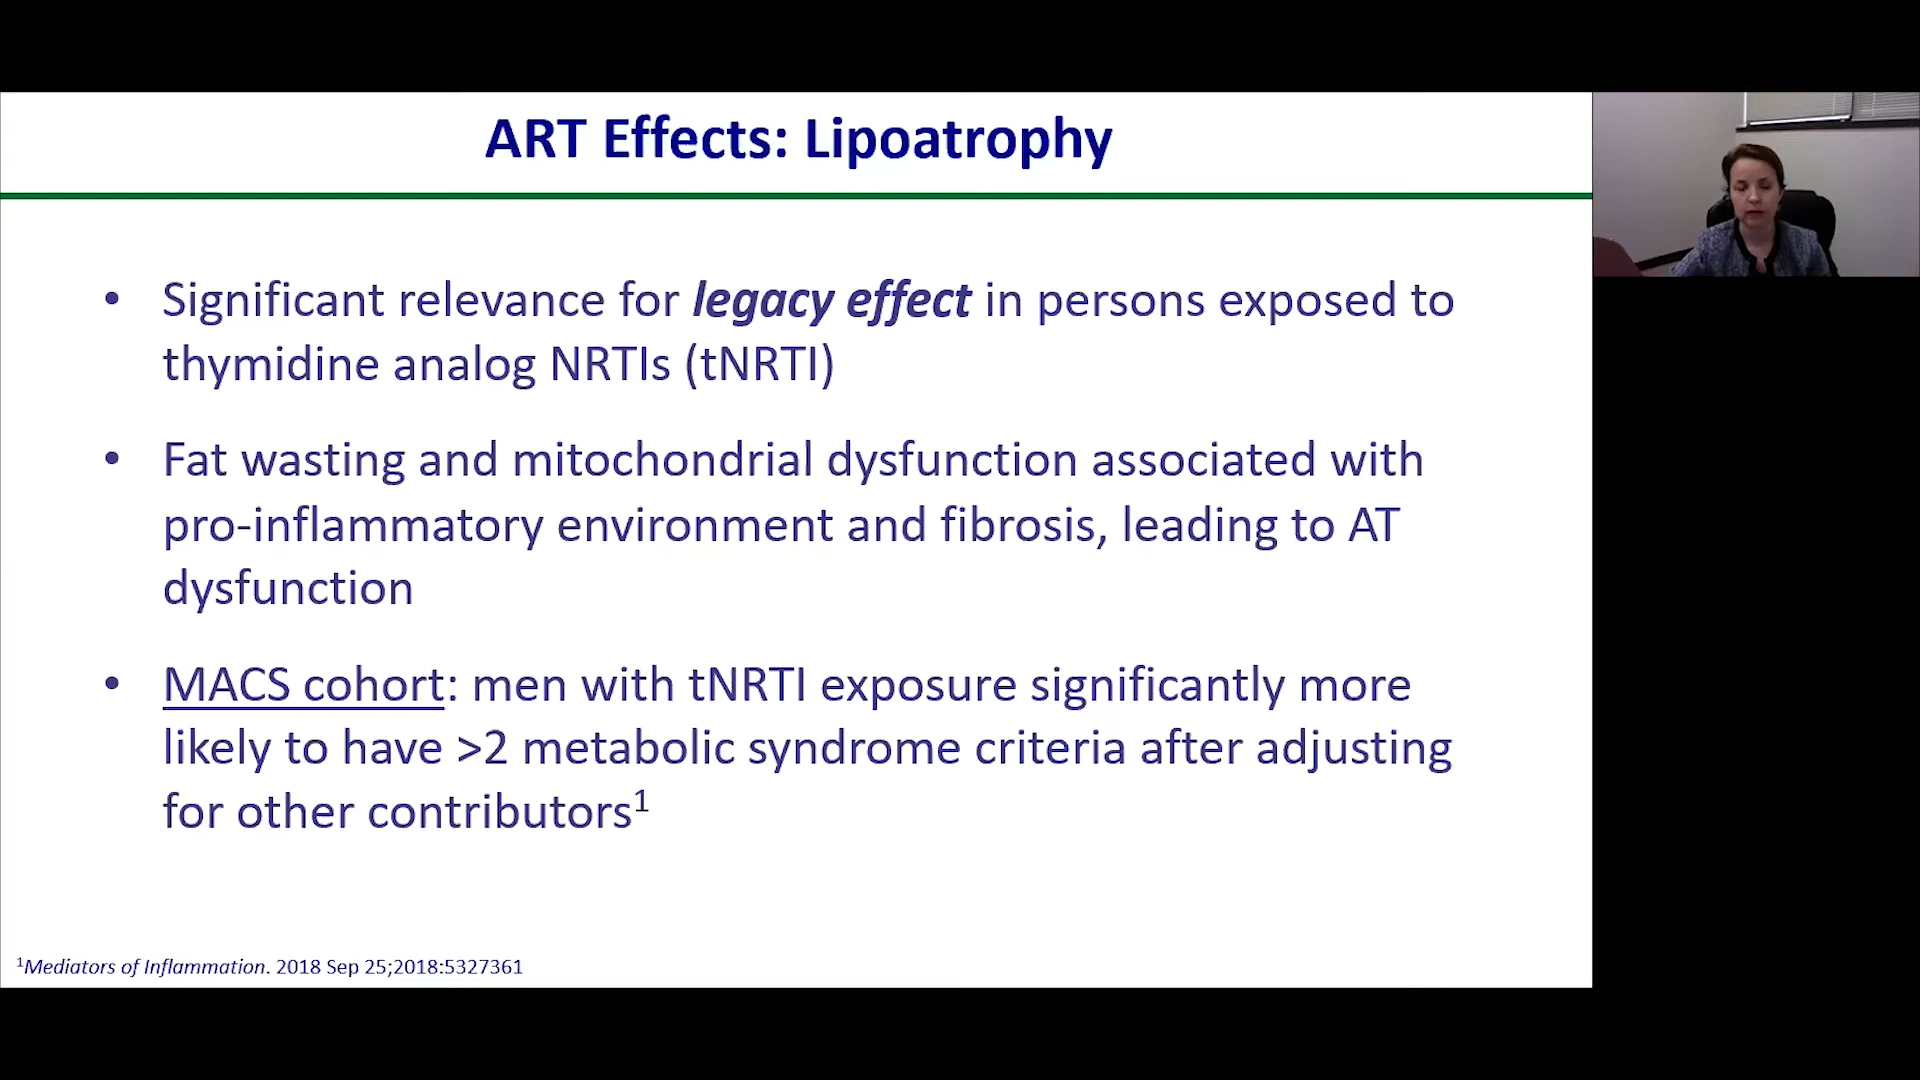 ART Effects: Lipoatrophy
• Significant relevance for legacy effect in persons exposed to
thymidine analog NRTIs (tNRTI)
• Fat wasting and mitochondrial dysfunction associated with
pro-inflammatory environment and fibrosis, leading to AT
dysfunction
• MACS cohort: men with tNRTI exposure significantly more
likely to have >2 metabolic syndrome criteria after adjusting
for other contributors¹
¹Mediators of Inflammation. 2018 Sep 25;2018:5327361